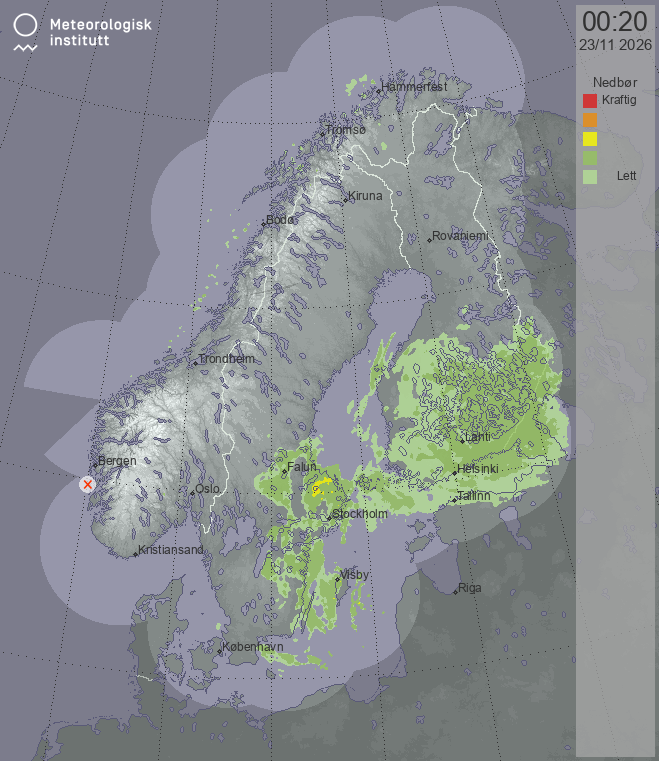 Meteorologisk
institutt
00:20
23/11 2026
Nedbør
Kraftig
Lett
Hammerfest
Tromsø
Kiruna
Bodø
Rovaniemi
Trondheim
Lahti
Bergen
Falun
Helsinki
Oslo
Tallinn
Stockholm
Kristiansand
Visby
Riga
København